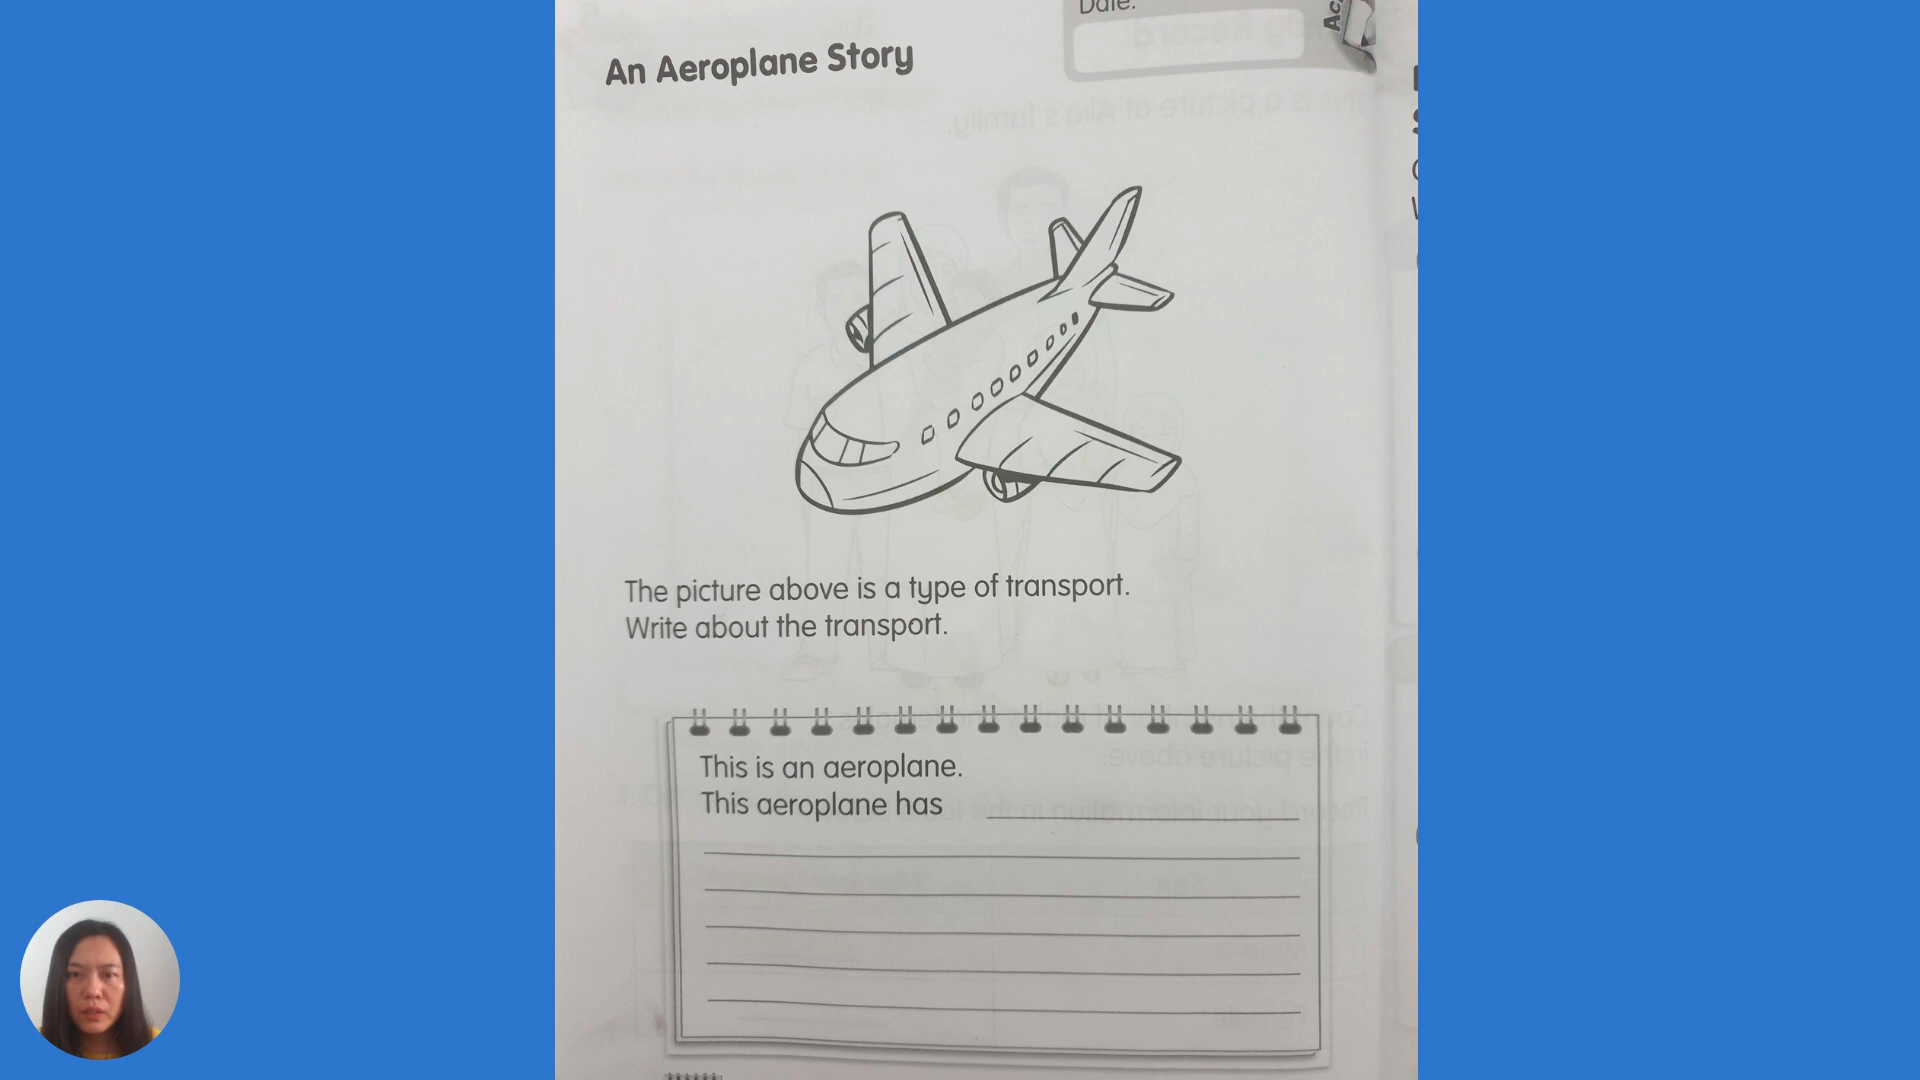 Date:
An Aeroplane Story
The picture above is a type of transport.
Write about the transport.
This is an aeroplane.
This aeroplane has